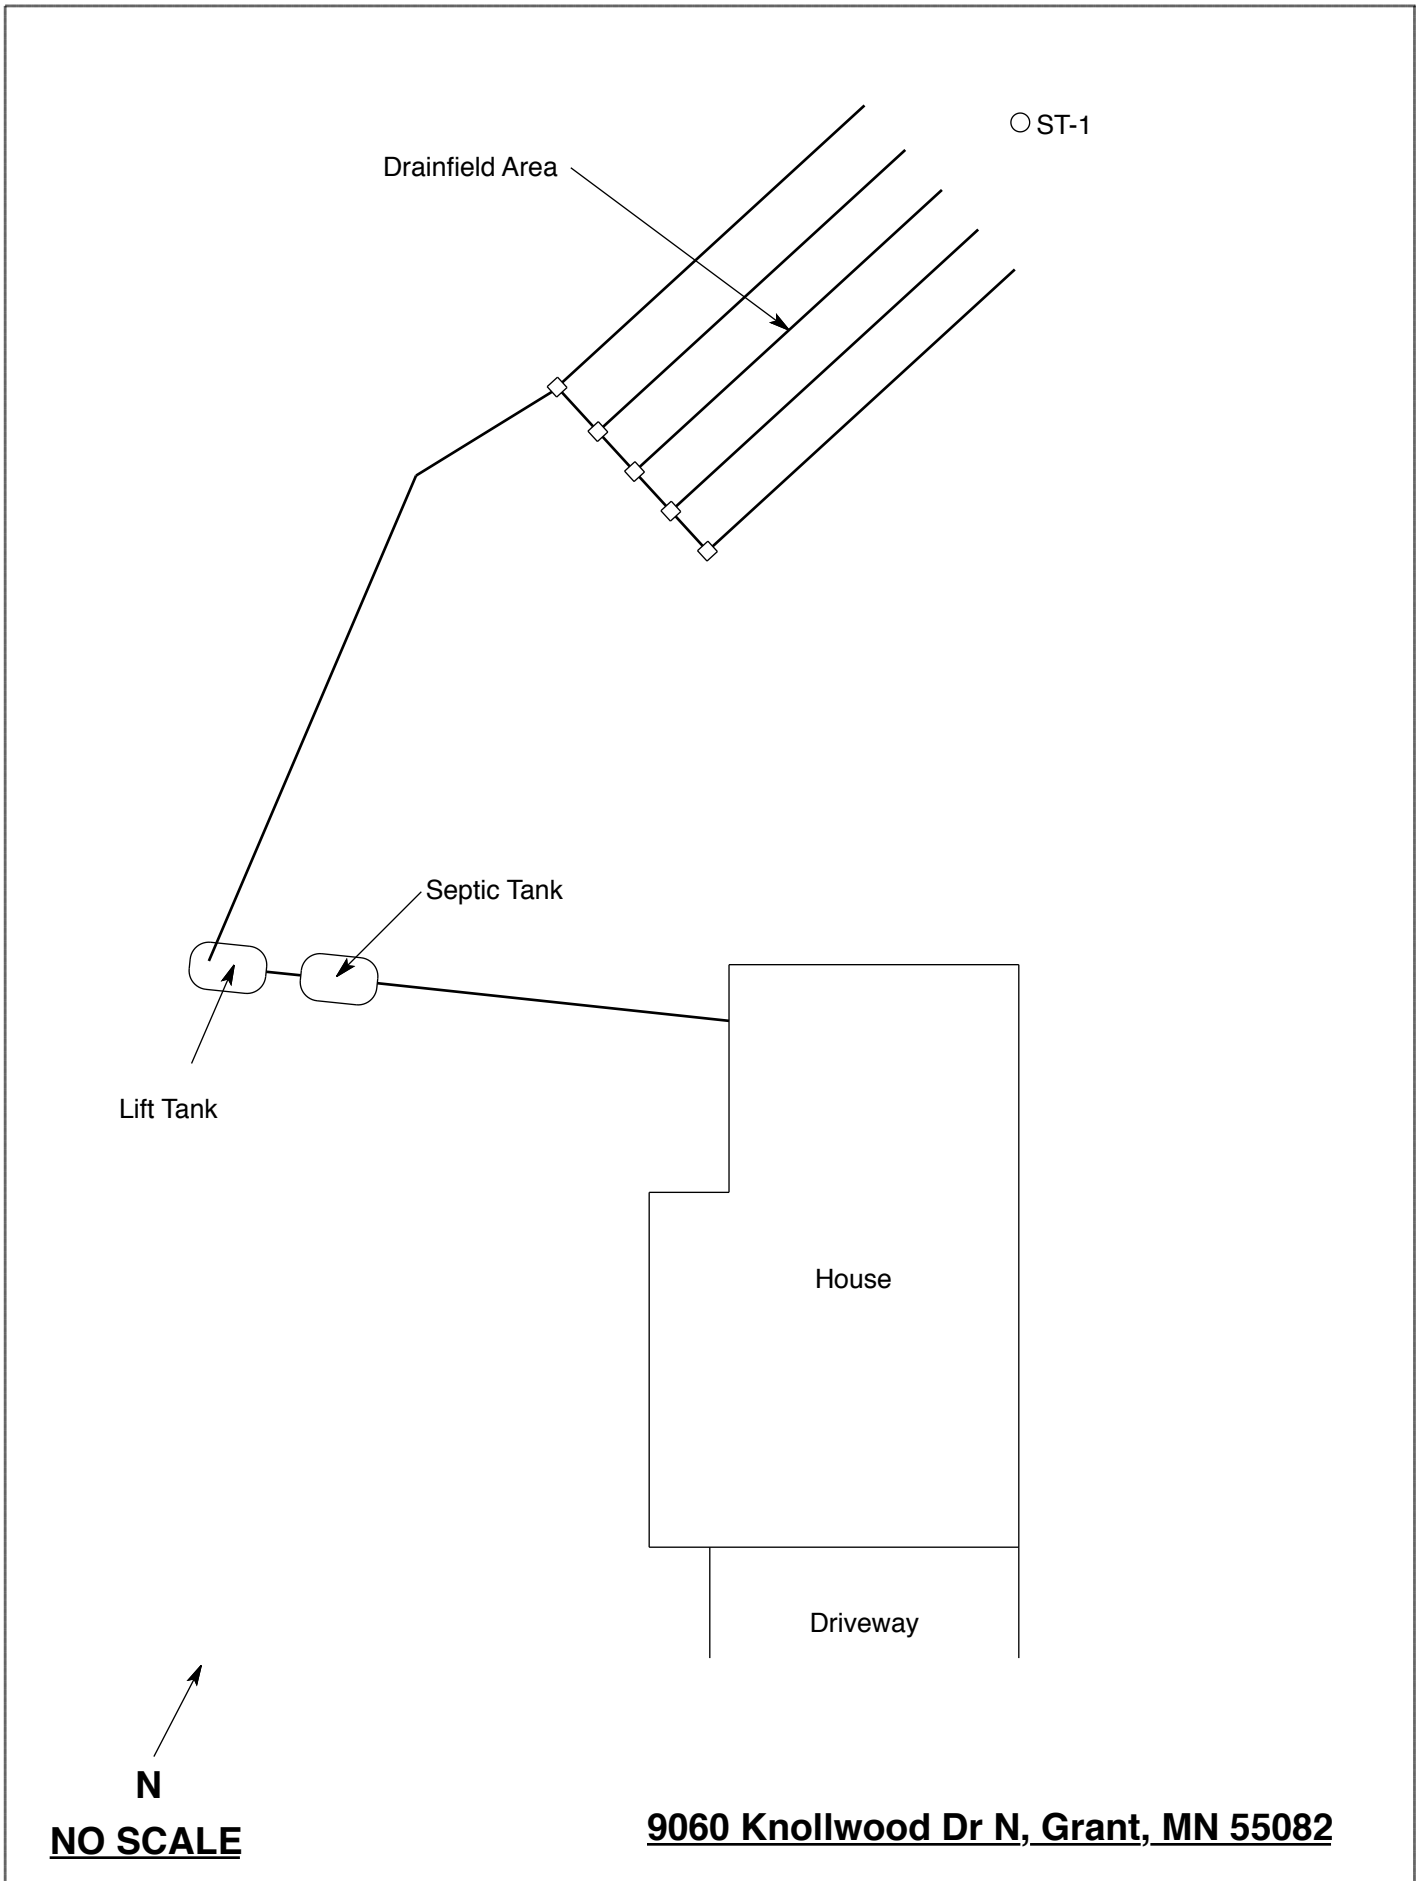 ST-1
Drainfield Area
Septic Tank
Lift Tank
House
Driveway
N
NO SCALE
9060 Knollwood Dr N, Grant, MN 55082